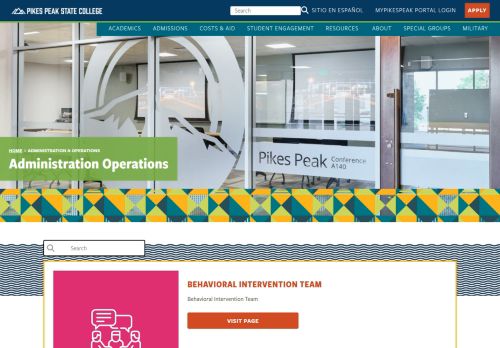 PIKES PEAK STATE COLLEGE
Search
SITIO EN ESPAÑOL
MYPIKESPEAK PORTAL LOGIN
APPLY
ACADEMICS ADMISSIONS COSTS & AID STUDENT ENGAGEMENT RESOURCES ABOUT SPECIAL GROUPS MILITARY
Pikes Peak Conference
A140
HOME > ADMINISTRATION & OPERATIONS
Administration Operations
Search
BEHAVIORAL INTERVENTION TEAM
Behavioral Intervention Team
VISIT PAGE